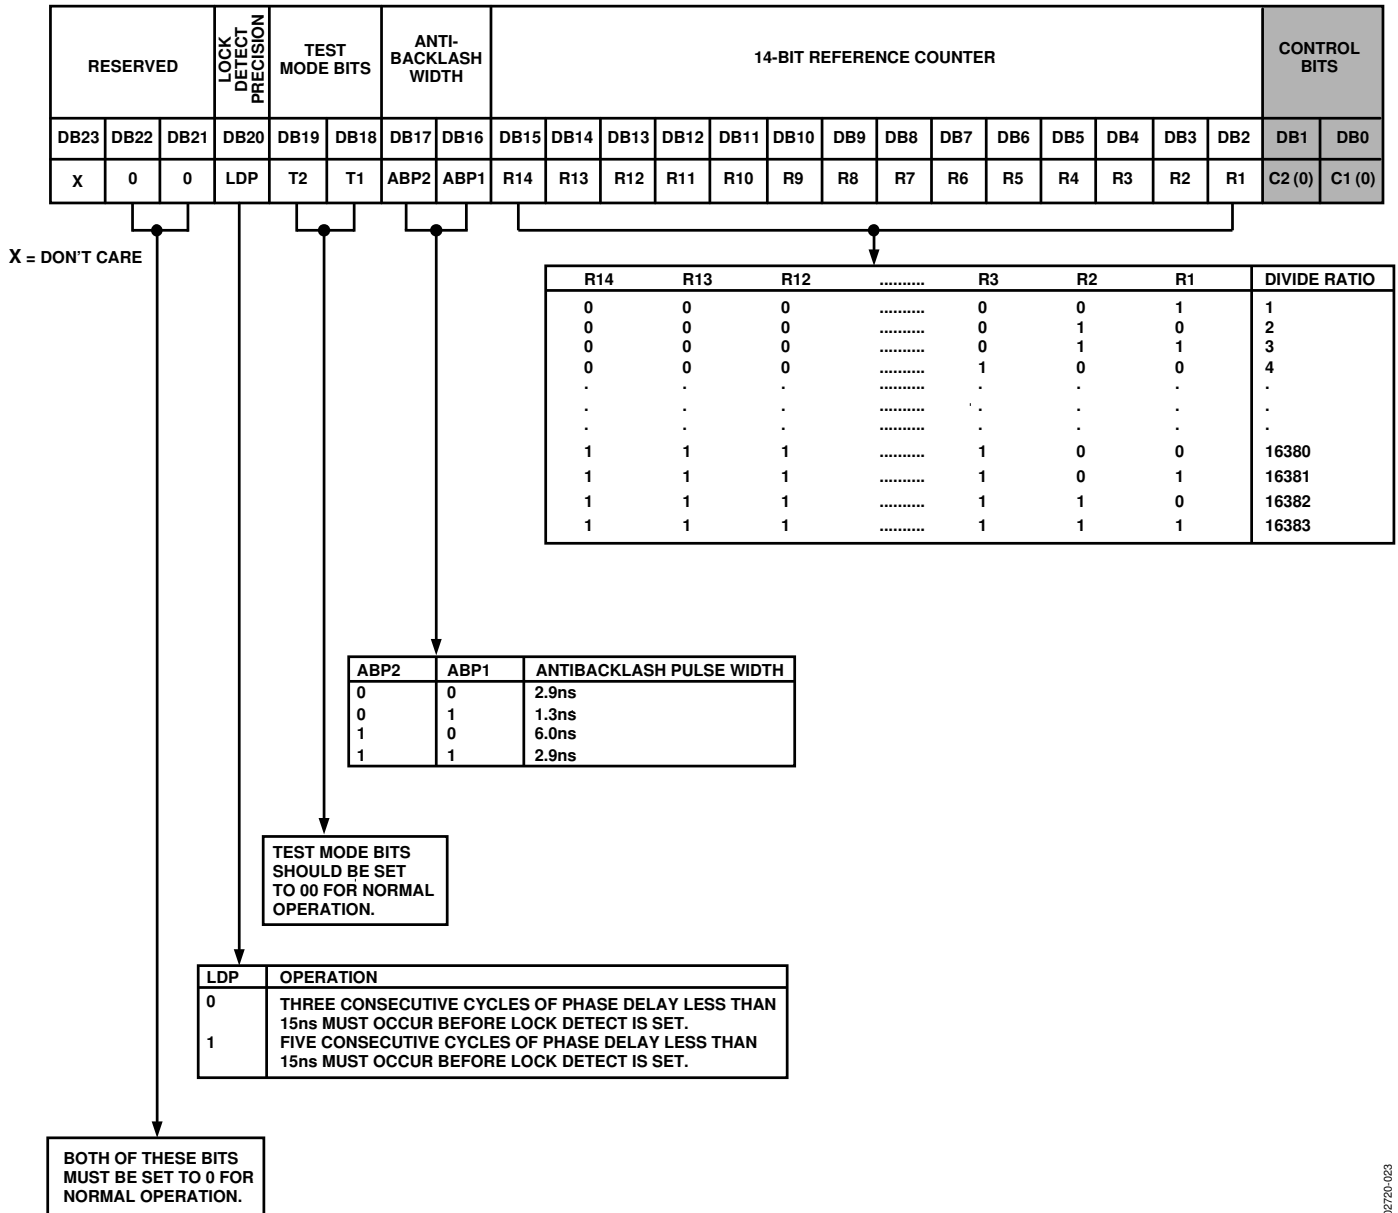 RESERVED
LOCK
DETECT
PRECISION
TEST
MODE BITS
ANTI-
BACKLASH
WIDTH
14-BIT REFERENCE COUNTER
CONTROL
BITS
DB23 DB22 DB21 DB20 DB19 DB18 DB17 DB16 DB15 DB14 DB13 DB12 DB11 DB10 DB9 DB8 DB7 DB6 DB5 DB4 DB3 DB2 DB1 DB0
X 0 0 LDP T2 T1 ABP2 ABP1 R14 R13 R12 R11 R10 R9 R8 R7 R6 R5 R4 R3 R2 R1 C2 (0) C1 (0)
X = DON'T CARE
R14 R13 R12 .......... R3 R2 R1 DIVIDE RATIO
0 0 0 .......... 0 0 1 1
0 0 0 .......... 0 1 0 2
0 0 0 .......... 0 1 1 3
0 0 0 .......... 1 0 0 4
. . . .......... . . . .
. . . .......... . . . .
. . . .......... . . . .
1 1 1 .......... 1 0 0 16380
1 1 1 .......... 1 0 1 16381
1 1 1 .......... 1 1 0 16382
1 1 1 .......... 1 1 1 16383
ABP2 ABP1 ANTIBACKLASH PULSE WIDTH
0 0 2.9ns
0 1 1.3ns
1 0 6.0ns
1 1 2.9ns
TEST MODE BITS
SHOULD BE SET
TO 00 FOR NORMAL
OPERATION.
LDP OPERATION
0 THREE CONSECUTIVE CYCLES OF PHASE DELAY LESS THAN
15ns MUST OCCUR BEFORE LOCK DETECT IS SET.
1 FIVE CONSECUTIVE CYCLES OF PHASE DELAY LESS THAN
15ns MUST OCCUR BEFORE LOCK DETECT IS SET.
BOTH OF THESE BITS
MUST BE SET TO 0 FOR
NORMAL OPERATION.
02720-023